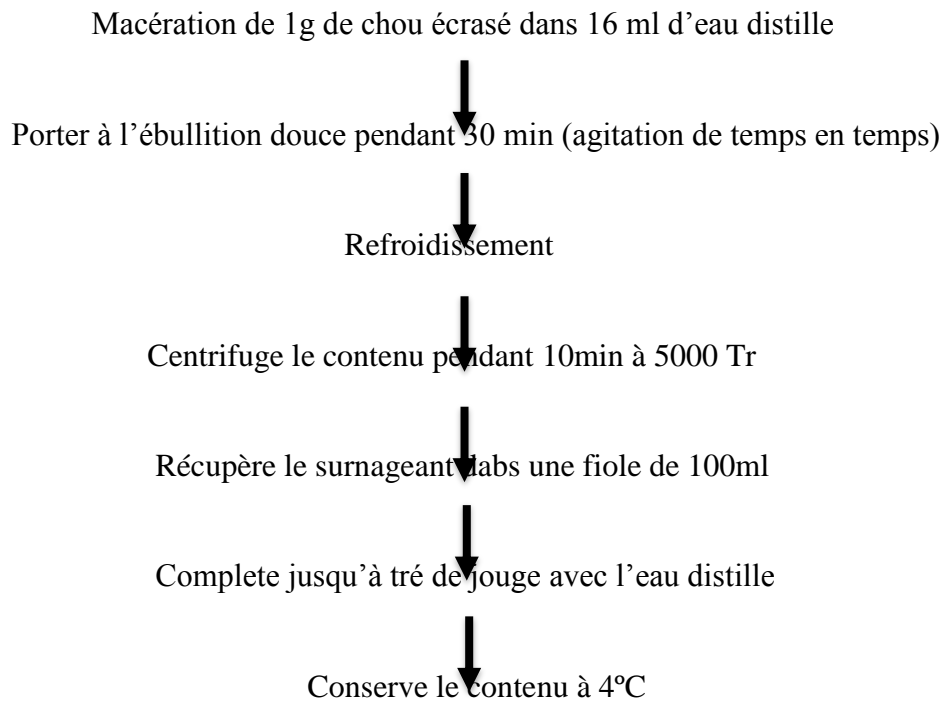 Macération de 1g de chou écrasé dans 16 ml d’eau distille
Porter à l’ébullition douce pendant 30 min (agitation de temps en temps)
Refroidissement
Centrifuge le contenu pendant 10min à 5000 Tr
Récupère le surnageant dabs une fiole de 100ml
Complete jusqu’à tré de jouge avec l’eau distille
Conserve le contenu à 4ºC